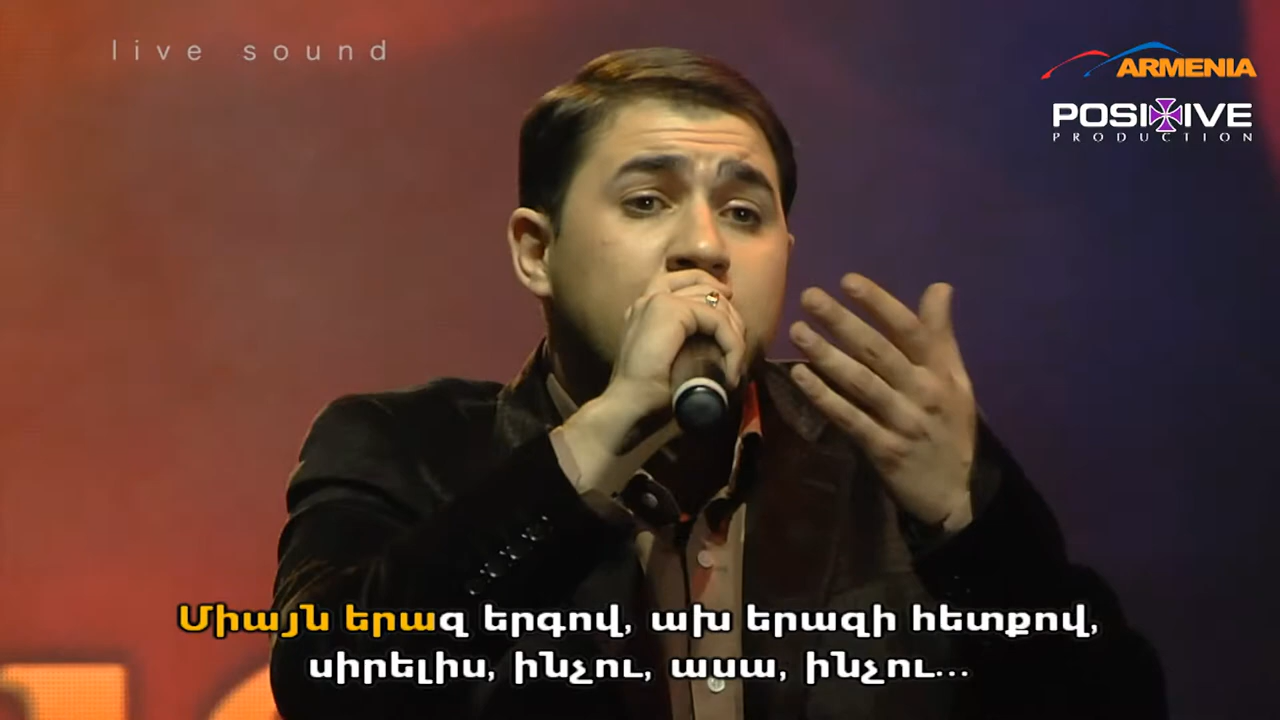 live sound
ARMENIA
POSITIVE
PRODUCTION
Միայն երազ երգով, ախ երազի հետքով,
սիրելիս, ինչու, ասա, ինչու...